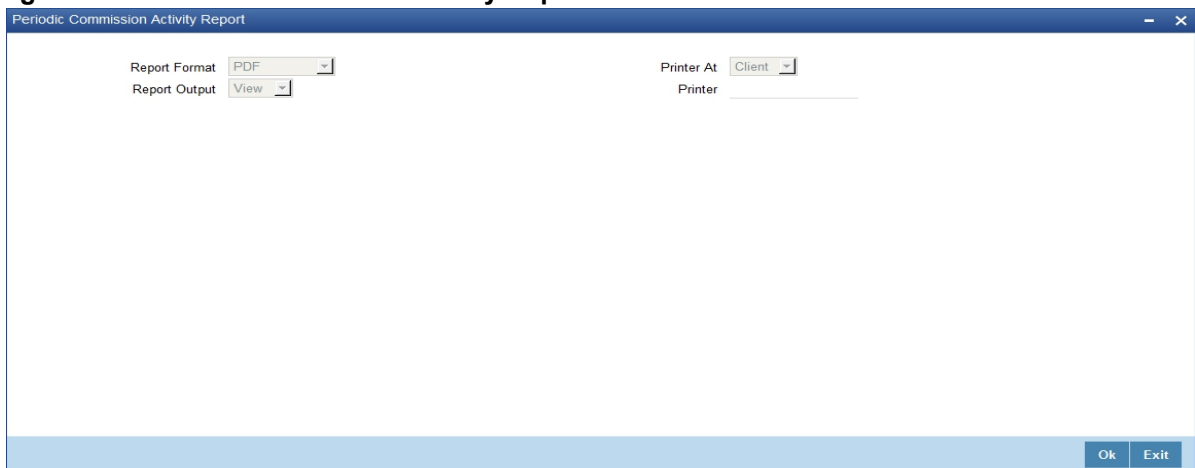 Periodic Commission Activity Report
Report Format PDF
Printer At Client
Report Output View
Printer
Ok Exit